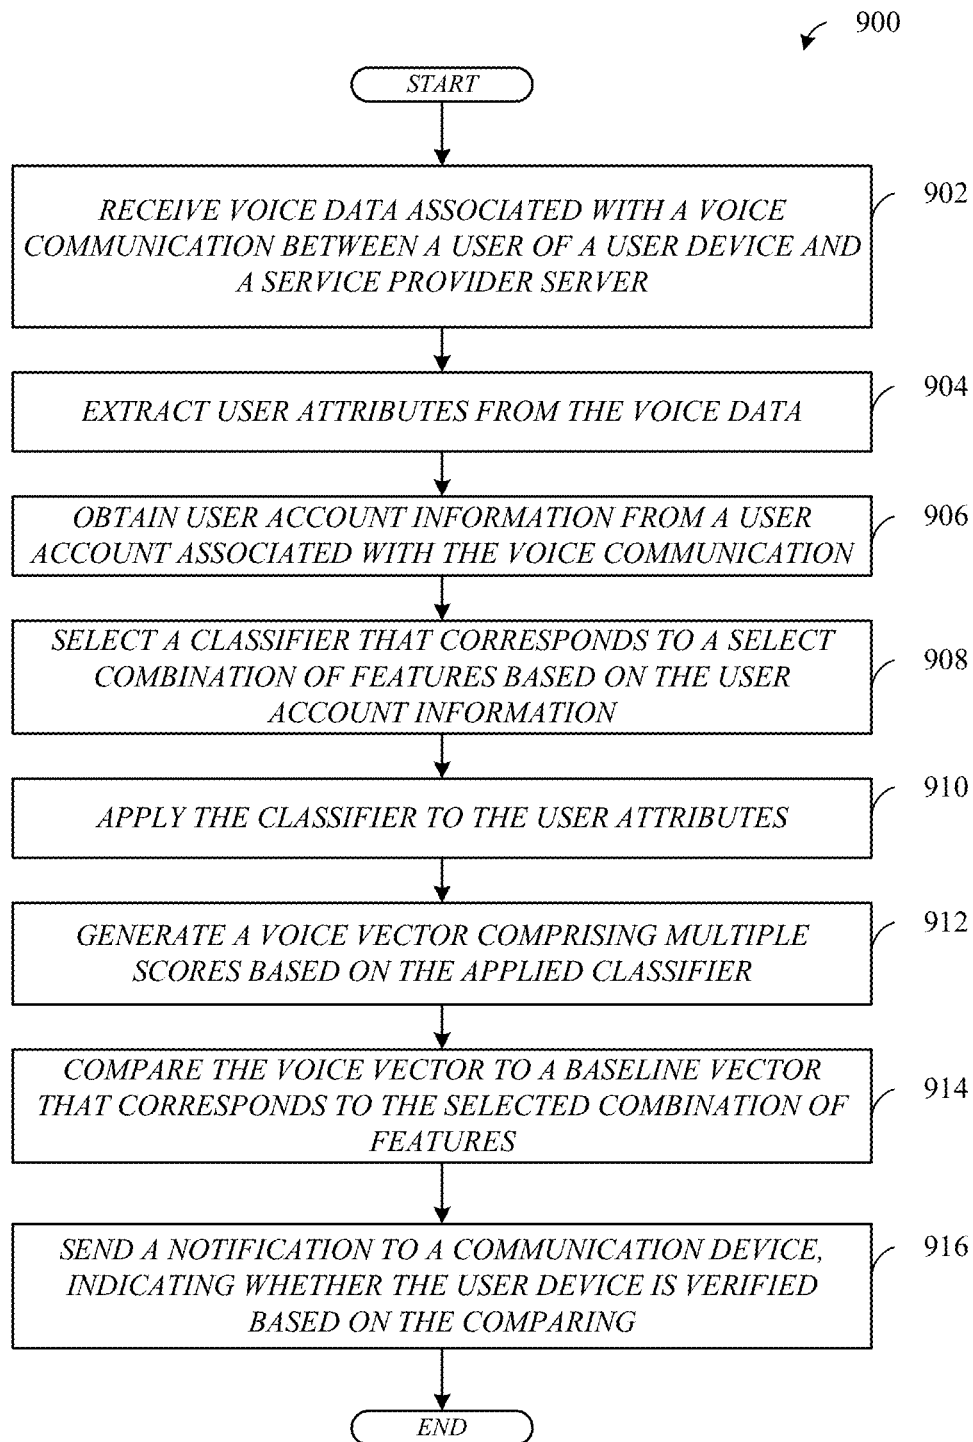 900
START
RECEIVE VOICE DATA ASSOCIATED WITH A VOICE
COMMUNICATION BETWEEN A USER OF A USER DEVICE AND
A SERVICE PROVIDER SERVER
902
EXTRACT USER ATTRIBUTES FROM THE VOICE DATA
904
OBTAIN USER ACCOUNT INFORMATION FROM A USER
ACCOUNT ASSOCIATED WITH THE VOICE COMMUNICATION
906
SELECT A CLASSIFIER THAT CORRESPONDS TO A SELECT
COMBINATION OF FEATURES BASED ON THE USER
ACCOUNT INFORMATION
908
APPLY THE CLASSIFIER TO THE USER ATTRIBUTES
910
GENERATE A VOICE VECTOR COMPRISING MULTIPLE
SCORES BASED ON THE APPLIED CLASSIFIER
912
COMPARE THE VOICE VECTOR TO A BASELINE VECTOR
THAT CORRESPONDS TO THE SELECTED COMBINATION OF
FEATURES
914
SEND A NOTIFICATION TO A COMMUNICATION DEVICE,
INDICATING WHETHER THE USER DEVICE IS VERIFIED
BASED ON THE COMPARING
916
END